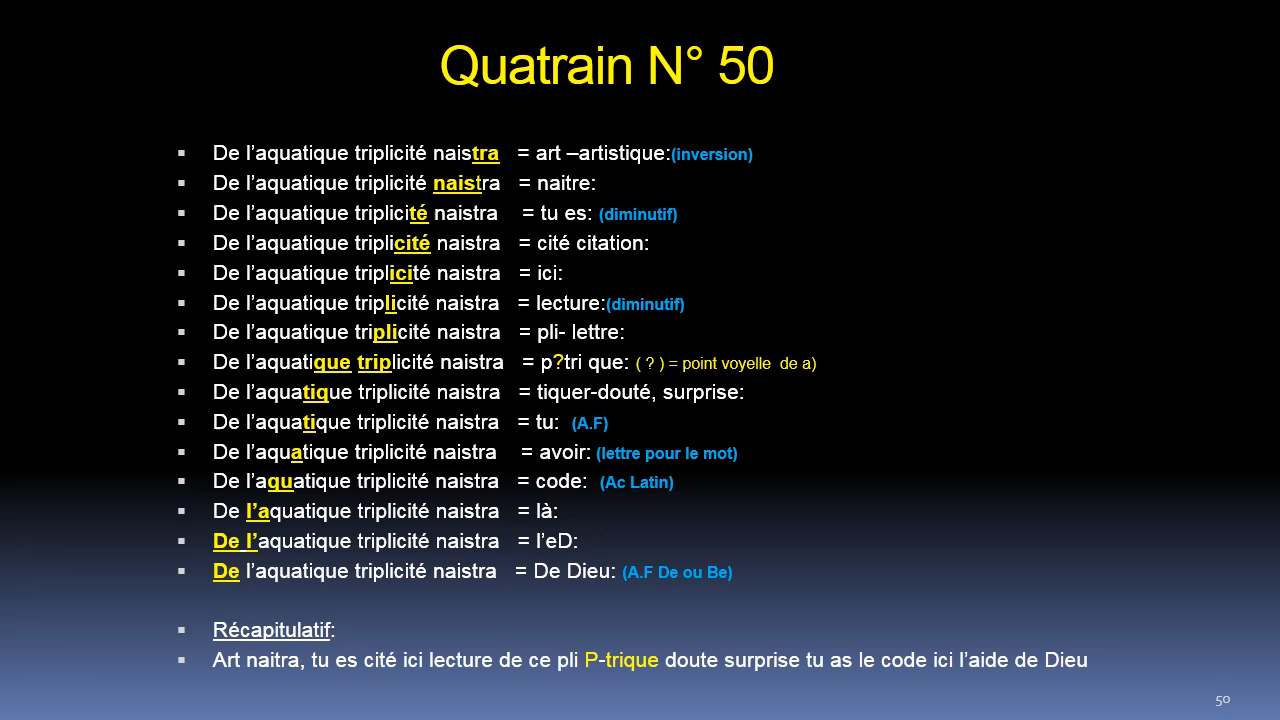 Quatrain N° 50
▪ De l’aquatique triplicité naistra = art –artistique:(inversion)
▪ De l’aquatique triplicité naistra = naitre:
▪ De l’aquatique triplicité naistra = tu es: (diminutif)
▪ De l’aquatique triplicité naistra = cité citation:
▪ De l’aquatique triplicité naistra = ici:
▪ De l’aquatique triplicité naistra = lecture:(diminutif)
▪ De l’aquatique triplicité naistra = pli- lettre:
▪ De l’aquatique triplicité naistra = p?tri que: ( ? ) = point voyelle de a)
▪ De l’aquatique triplicité naistra = tiquer-douté, surprise:
▪ De l’aquatique triplicité naistra = tu: (A.F)
▪ De l’aquatique triplicité naistra = avoir: (lettre pour le mot)
▪ De l’aquatique triplicité naistra = code: (Ac Latin)
▪ De l’aquatique triplicité naistra = là:
▪ De l’aquatique triplicité naistra = l’eD:
▪ De l’aquatique triplicité naistra = De Dieu: (A.F De ou Be)
▪ Récapitulatif:
▪ Art naitra, tu es cité ici lecture de ce pli P-trique doute surprise tu as le code ici l’aide de Dieu
50